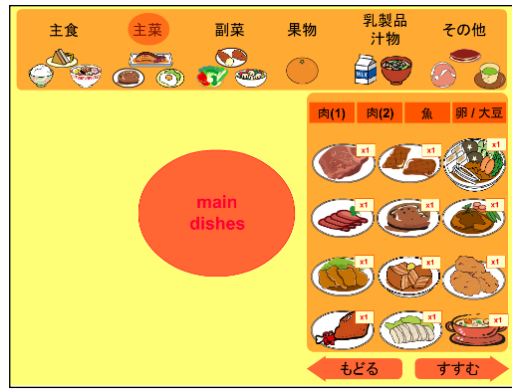 主食 主菜 副菜 果物 乳製品 その他
汁物
肉(1) 肉(2) 魚 卵 / 大豆
x1 x1 x1
main
dishes
x1 x1 x1
x1 x1 x1
x1 x1 x1
もどる すすむ